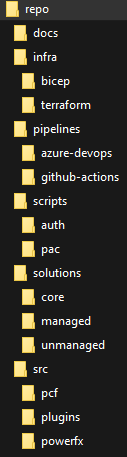 repo
docs
infra
bicep
terraform
pipelines
azure-devops
github-actions
scripts
auth
pac
solutions
core
managed
unmanaged
src
pcf
plugins
powerfx